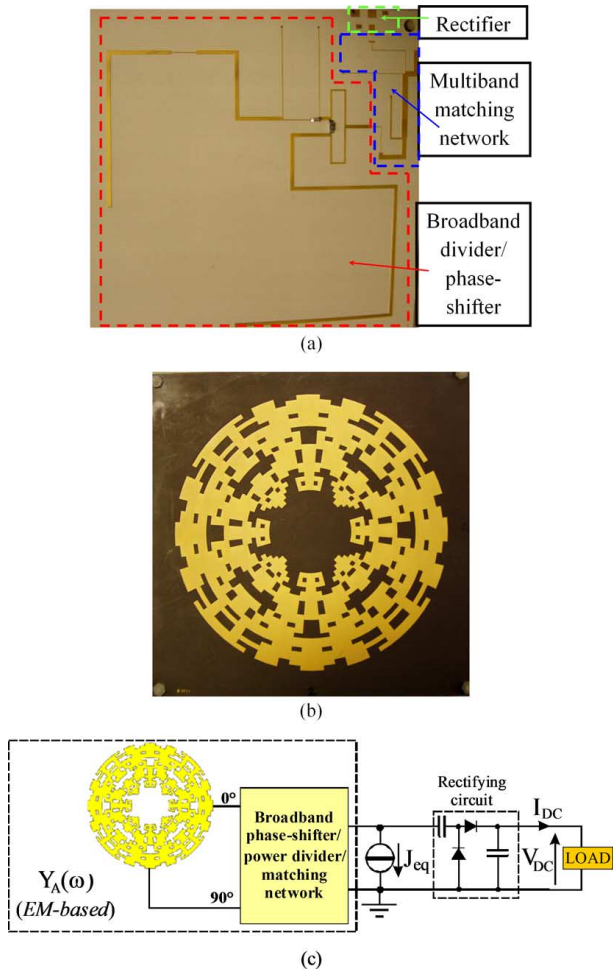 Rectifier
Multiband
matching
network
Broadband
divider/
phase-
shifter
(a)
(b)
0°
90°
Y_A(ω)
(EM-based)
Broadband
phase-shifter/
power divider/
matching
network
J_eq
Rectifying
circuit
I_DC
V_DC
LOAD
(c)